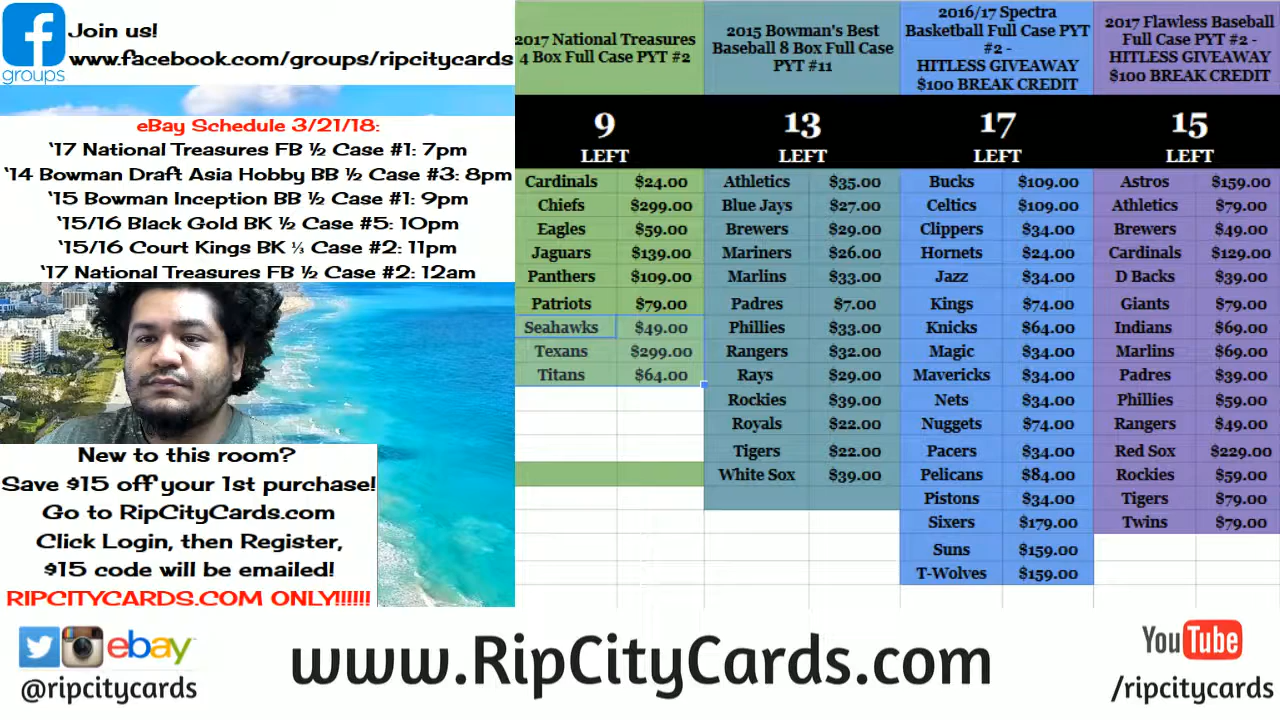 Join us!
www.facebook.com/groups/ripcitycards
groups
eBay Schedule 3/21/18:
'17 National Treasures FB ½ Case #1: 7pm
'14 Bowman Draft Asia Hobby BB ½ Case #3: 8pm
'15 Bowman Inception BB ½ Case #1: 9pm
'15/16 Black Gold BK ½ Case #5: 10pm
'15/16 Court Kings BK ⅓ Case #2: 11pm
'17 National Treasures FB ½ Case #2: 12am
New to this room?
Save $15 off your 1st purchase!
Go to RipCityCards.com
Click Login, then Register,
$15 code will be emailed!
RIPCITYCARDS.COM ONLY!!!!!!
2017 National Treasures
4 Box Full Case PYT #2
9
LEFT
Cardinals $24.00
Chiefs $299.00
Eagles $59.00
Jaguars $139.00
Panthers $109.00
Patriots $79.00
Seahawks $49.00
Texans $299.00
Titans $64.00
2015 Bowman's Best
Baseball 8 Box Full Case
PYT #11
13
LEFT
Athletics $35.00
Blue Jays $27.00
Brewers $29.00
Mariners $26.00
Marlins $33.00
Padres $7.00
Phillies $33.00
Rangers $32.00
Rays $29.00
Rockies $39.00
Royals $22.00
Tigers $22.00
White Sox $39.00
2016/17 Spectra
Basketball Full Case PYT
#2 -
HITLESS GIVEAWAY
$100 BREAK CREDIT
17
LEFT
Bucks $109.00
Celtics $109.00
Clippers $34.00
Hornets $24.00
Jazz $34.00
Kings $74.00
Knicks $64.00
Magic $34.00
Mavericks $34.00
Nets $34.00
Nuggets $74.00
Pacers $34.00
Pelicans $84.00
Pistons $34.00
Sixers $179.00
Suns $159.00
T-Wolves $159.00
2017 Flawless Baseball
Full Case PYT #2 -
HITLESS GIVEAWAY
$100 BREAK CREDIT
15
LEFT
Astros $159.00
Athletics $79.00
Brewers $49.00
Cardinals $129.00
D Backs $39.00
Giants $79.00
Indians $69.00
Marlins $69.00
Padres $39.00
Phillies $59.00
Rangers $49.00
Red Sox $229.00
Rockies $59.00
Tigers $79.00
Twins $79.00
ebay
@ripcitycards
www.RipCityCards.com
YouTube
/ripcitycards